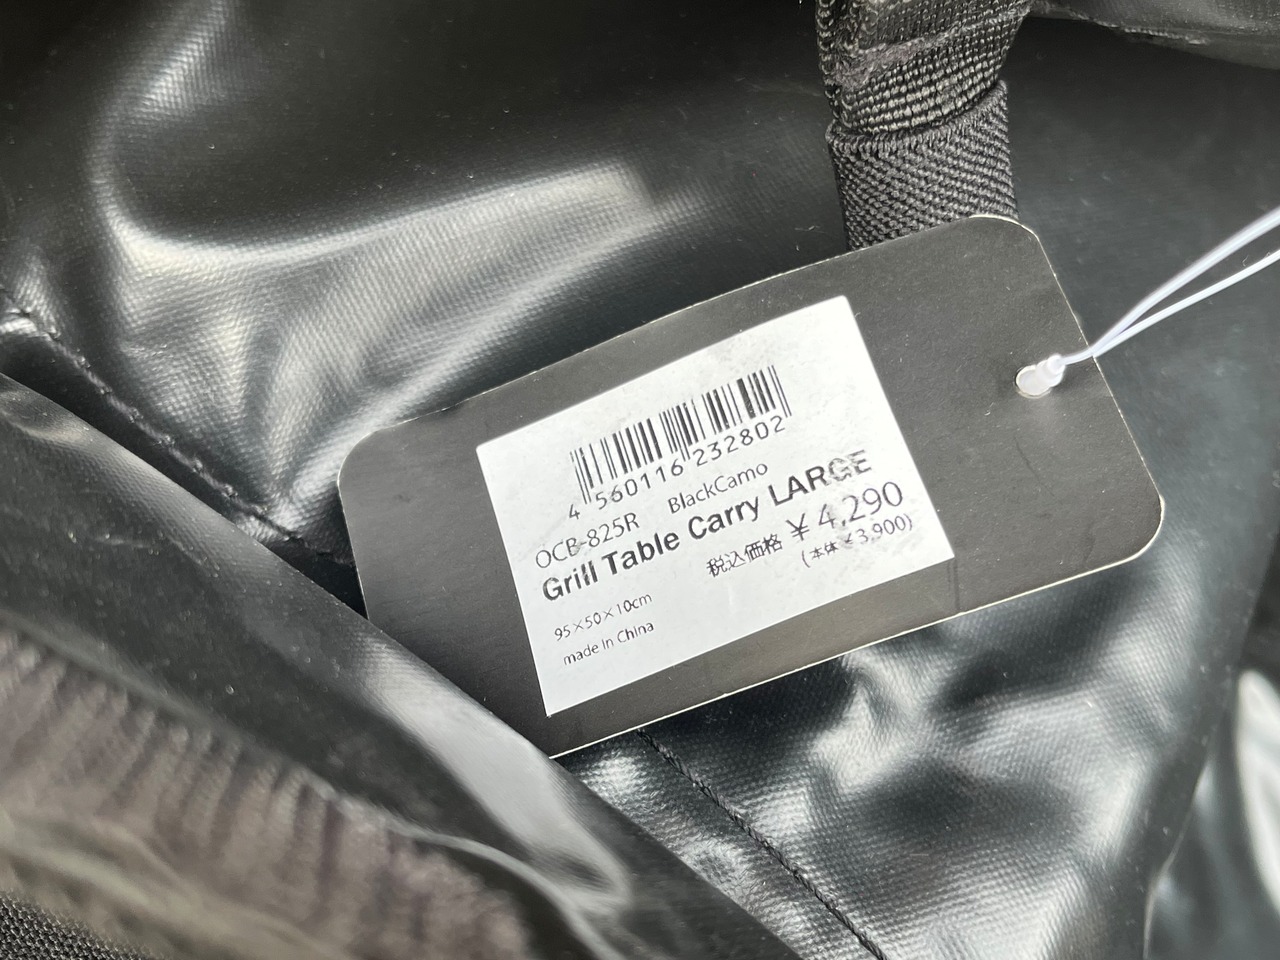 4 560116 232802
OCB-825R BlackCamo
Grill Table Carry LARGE
税込価格 ¥4,290
(本体 ¥3,900)
95×50×10cm
made in China